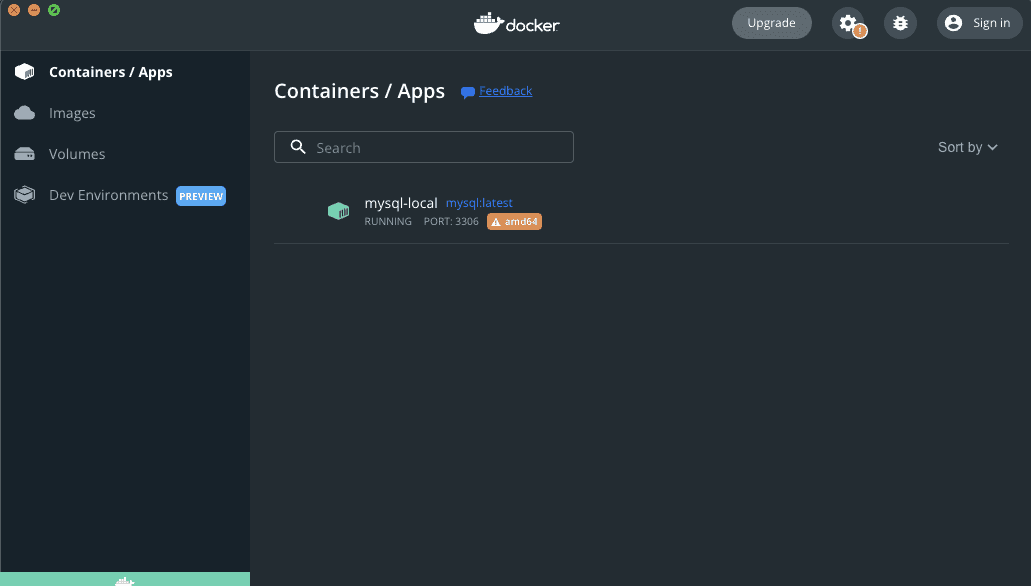 docker
Upgrade
!
Sign in
Containers / Apps
Images
Volumes
Dev Environments PREVIEW
Containers / Apps Feedback
Search
Sort by
mysql-local mysql:latest
RUNNING PORT: 3306 amd64